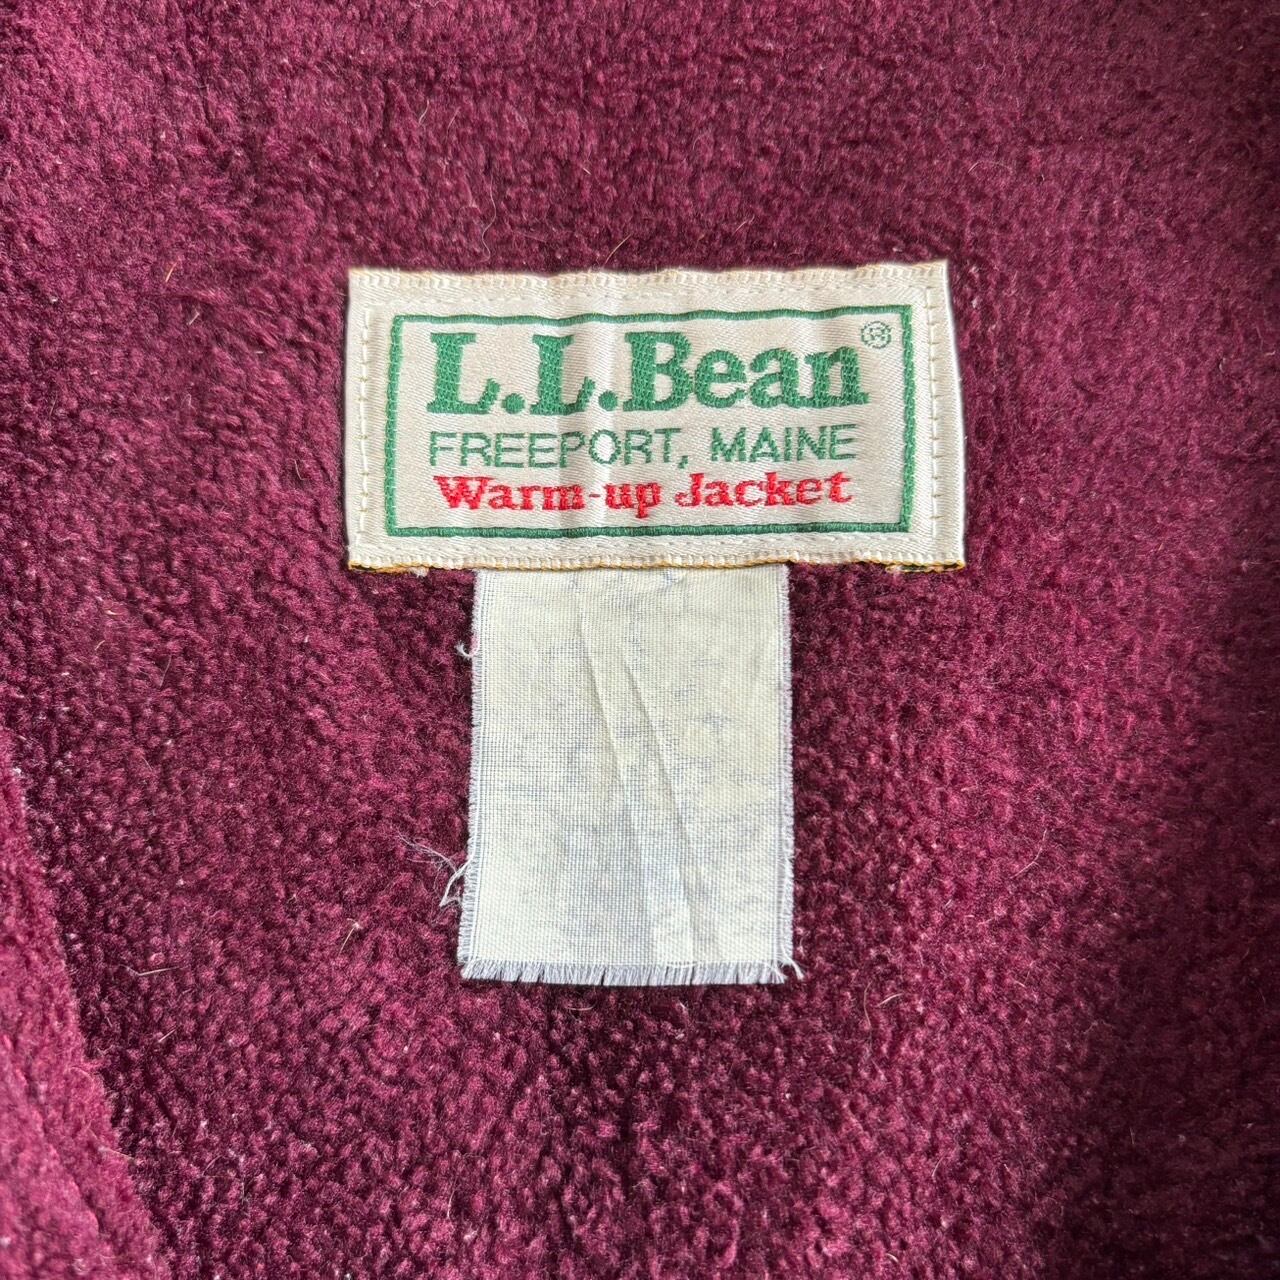 L.L.Bean®
FREEPORT, MAINE
Warm-up Jacket